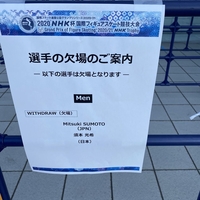 2020 NHK杯 国際フィギュアスケート競技大会
Grand Prix of Figure Skating 2020/21 NHK Trophy
選手の欠場のご案内
― 以下の選手は欠場となります ―
Men
WITHDRAW（欠場）
Mitsuki SUMOTO
(JPN)
須本 光希
(日本)